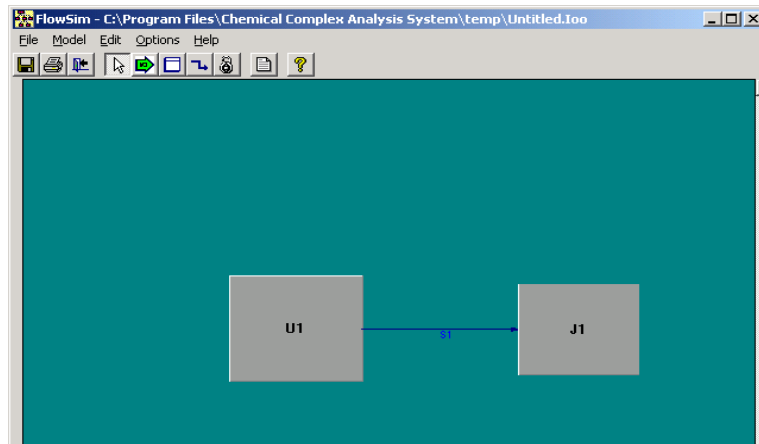 FlowSim - C:\Program Files\Chemical Complex Analysis System\temp\Untitled.Ioo
File Model Edit Options Help
U1
S1
J1